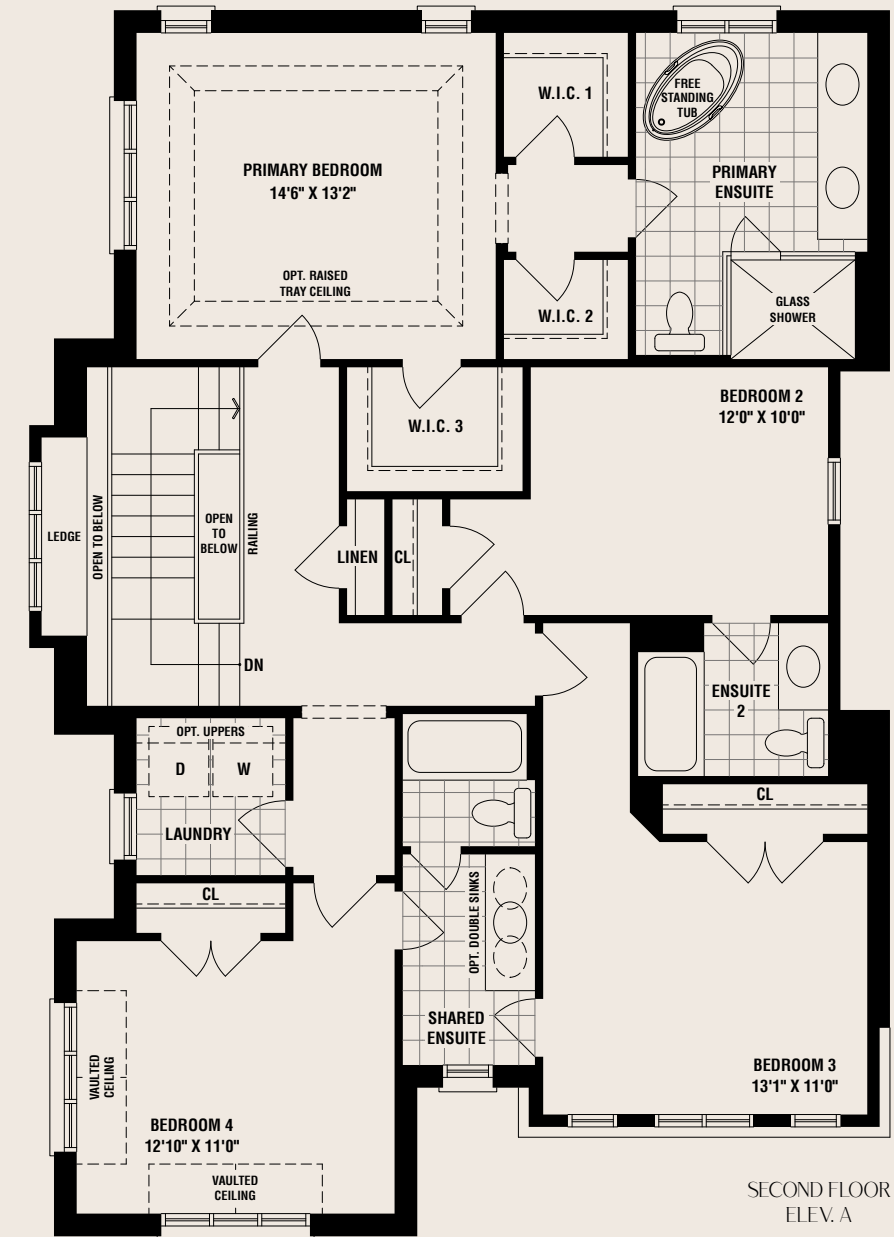 W.I.C. 1
FREE
STANDING
TUB
PRIMARY BEDROOM
14'6" X 13'2"
PRIMARY
ENSUITE
OPT. RAISED
TRAY CEILING
W.I.C. 2
GLASS
SHOWER
BEDROOM 2
12'0" X 10'0"
W.I.C. 3
LEDGE
OPEN TO BELOW
OPEN
TO
BELOW
RAILING
LINEN
CL
DN
ENSUITE
2
OPT. UPPERS
D
W
LAUNDRY
CL
CL
OPT. DOUBLE SINKS
SHARED
ENSUITE
VAULTED
CEILING
BEDROOM 3
13'1" X 11'0"
BEDROOM 4
12'10" X 11'0"
VAULTED
CEILING
SECOND FLOOR
ELEV. A